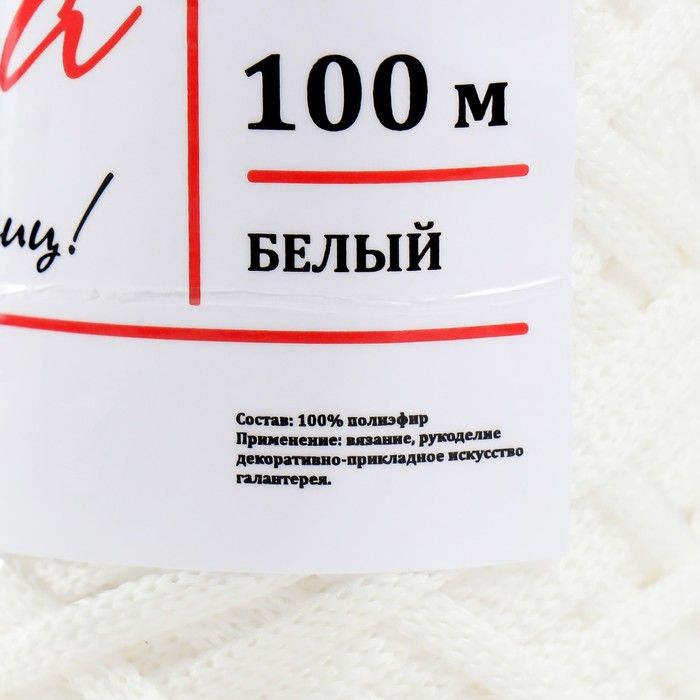 100 м
БЕЛЫЙ
Состав: 100% полиэфир
Применение: вязание, рукоделие
декоративно-прикладное искусство
галантерея.